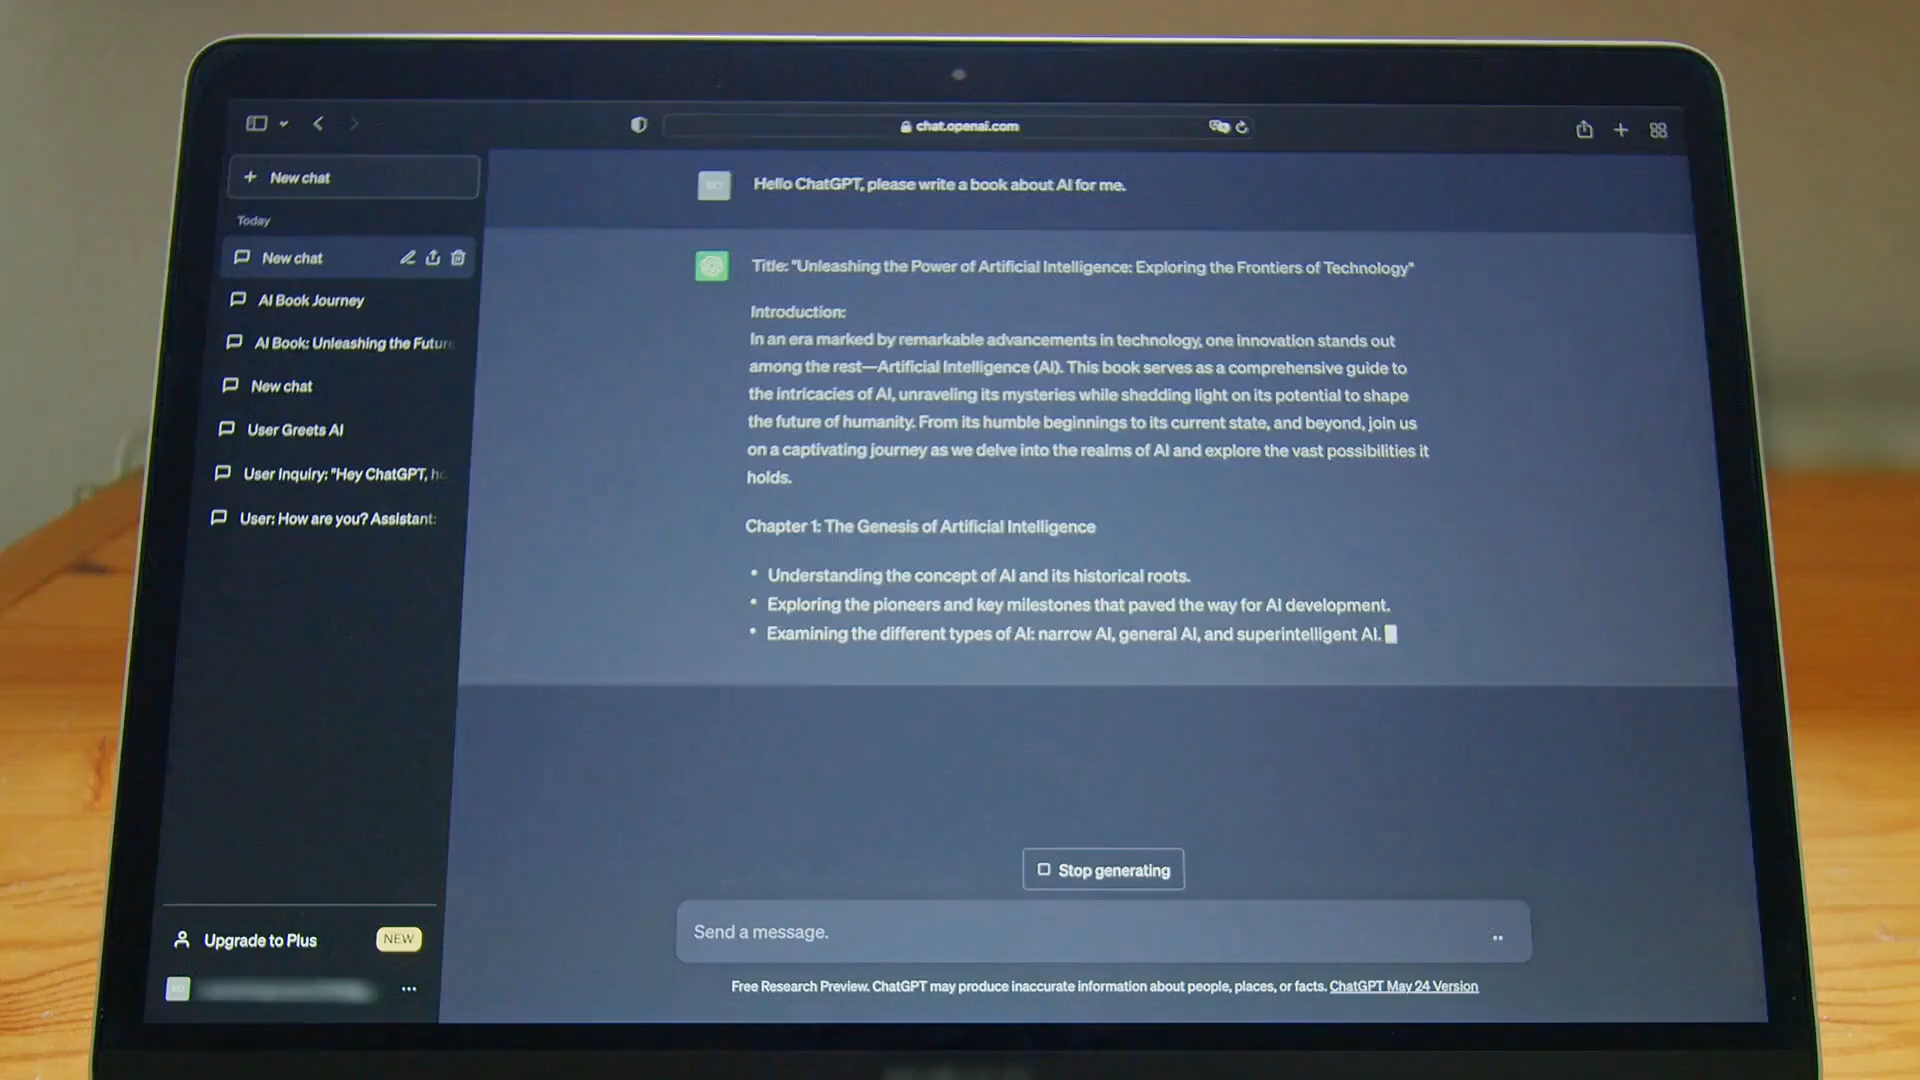 chat.openai.com
New chat
Today
New chat
AI Book Journey
AI Book: Unleashing the Future
New chat
User Greets AI
User Inquiry: "Hey ChatGPT, ho
User: How are you? Assistant:
Upgrade to Plus
NEW
Hello ChatGPT, please write a book about AI for me.
Title: "Unleashing the Power of Artificial Intelligence: Exploring the Frontiers of Technology"
Introduction:
In an era marked by remarkable advancements in technology, one innovation stands out
among the rest—Artificial Intelligence (AI). This book serves as a comprehensive guide to
the intricacies of AI, unraveling its mysteries while shedding light on its potential to shape
the future of humanity. From its humble beginnings to its current state, and beyond, join us
on a captivating journey as we delve into the realms of AI and explore the vast possibilities it
holds.
Chapter 1: The Genesis of Artificial Intelligence
• Understanding the concept of AI and its historical roots.
• Exploring the pioneers and key milestones that paved the way for AI development.
• Examining the different types of AI: narrow AI, general AI, and superintelligent AI.
Stop generating
Send a message.
Free Research Preview. ChatGPT may produce inaccurate information about people, places, or facts. ChatGPT May 24 Version